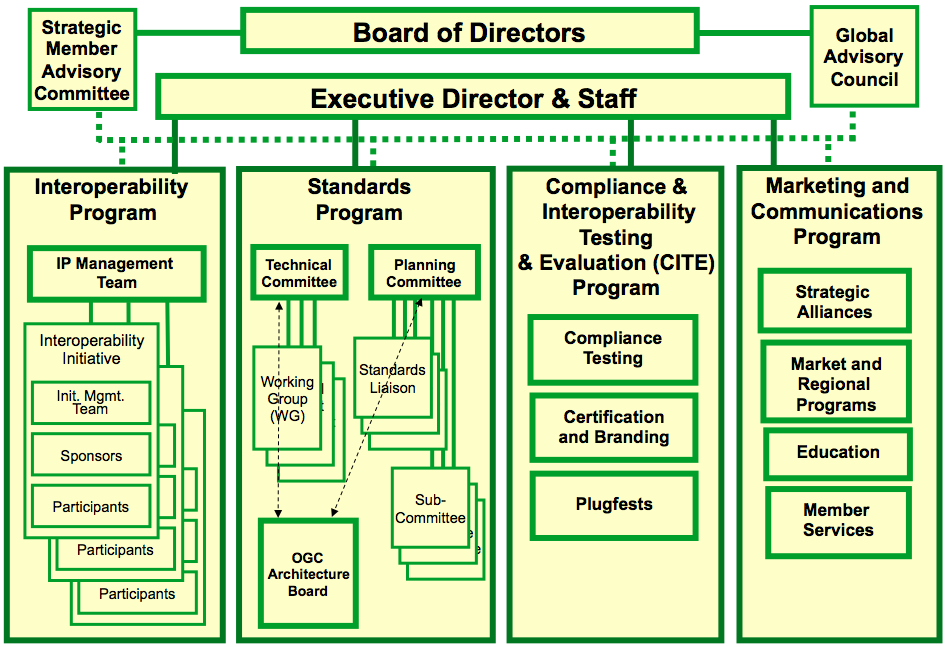 Strategic
Member
Advisory
Committee
Board of Directors
Global
Advisory
Council
Executive Director & Staff
Interoperability
Program
IP Management
Team
Interoperability
Initiative
Init. Mgmt.
Team
Sponsors
Participants
Participants
Participants
Standards
Program
Technical
Committee
Planning
Committee
Working
Group
(WG)
Standards
Liaison
Sub-
Committee
OGC
Architecture
Board
Compliance &
Interoperability
Testing
& Evaluation (CITE)
Program
Compliance
Testing
Certification
and Branding
Plugfests
Marketing and
Communications
Program
Strategic
Alliances
Market and
Regional
Programs
Education
Member
Services